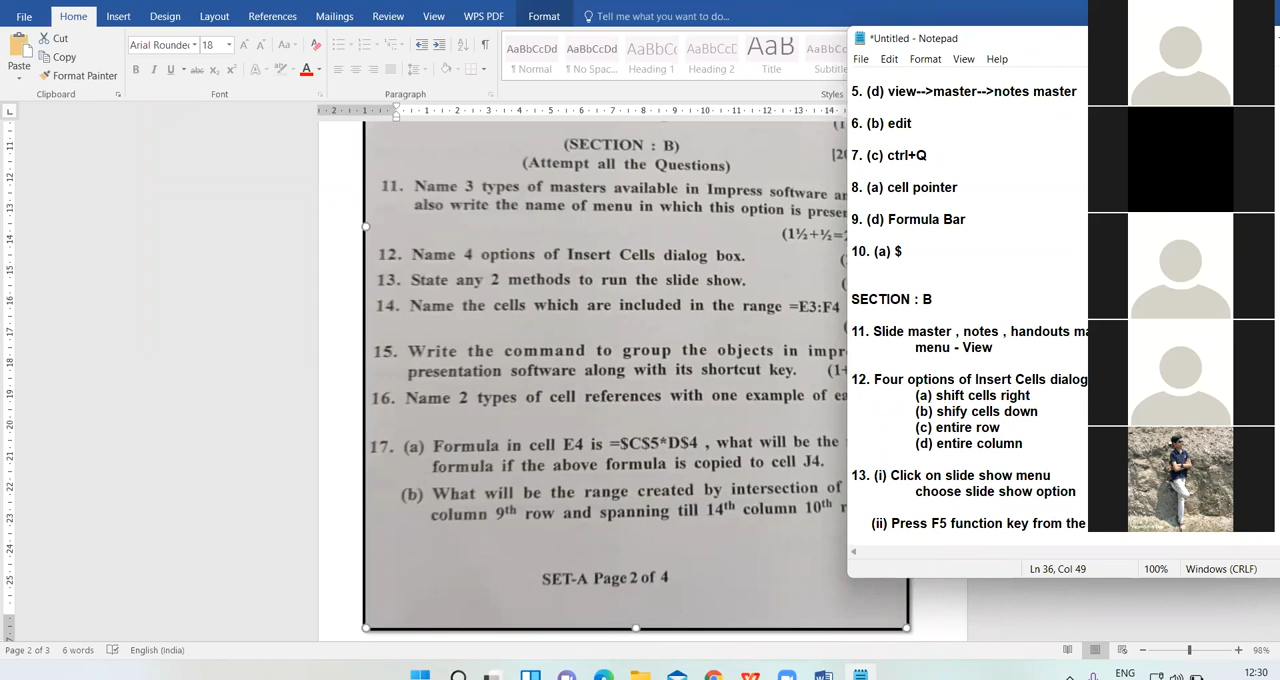 File Home Insert Design Layout References Mailings Review View WPS PDF Format Tell me what you want to do...
Paste
Cut
Copy
Format Painter
Clipboard
Arial Rounde 18
Font
Paragraph
AaBbCcDd AaBbCcDd AaBbC AaBbCcD AaB AaBbCc
¶ Normal ¶ No Spac... Heading 1 Heading 2 Title Subtitle
Styles
(SECTION : B)
(Attempt all the Questions)
11. Name 3 types of masters available in Impress software
also write the name of menu in which this option is
(1½+½=
12. Name 4 options of Insert Cells dialog box.
13. State any 2 methods to run the slide show.
14. Name the cells which are included in the range =E3:F4
15. Write the command to group the objects in
presentation software along with its shortcut key. (1+
16. Name 2 types of cell references with one example of
17. (a) Formula in cell E4 is =$C$5*D$4 , what will be the
formula if the above formula is copied to cell J4.
(b) What will be the range created by intersection of
column 9th row and spanning till 14th column 10th
SET-A Page 2 of 4
*Untitled - Notepad
File Edit Format View Help
5. (d) view-->master-->notes master
6. (b) edit
7. (c) ctrl+Q
8. (a) cell pointer
9. (d) Formula Bar
10. (a) $
SECTION : B
11. Slide master , notes , handouts ma
menu - View
12. Four options of Insert Cells dialog
(a) shift cells right
(b) shify cells down
(c) entire row
(d) entire column
13. (i) Click on slide show menu
choose slide show option
(ii) Press F5 function key from the
Ln 36, Col 49 100% Windows (CRLF)
Page 2 of 3 6 words English (India) 98%
ENG 12:30